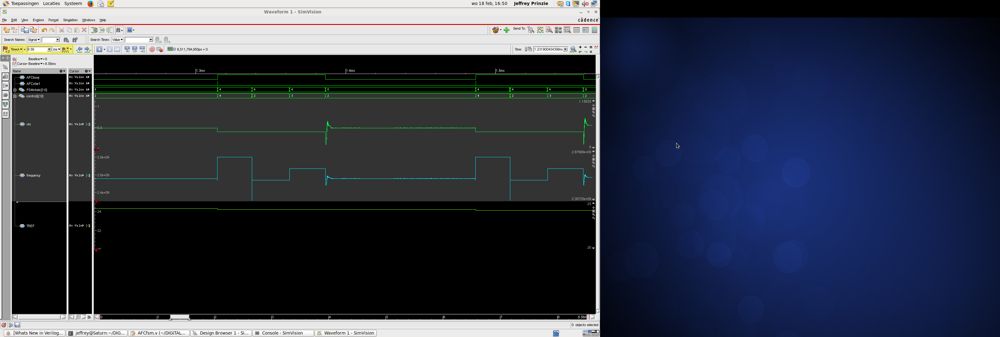 Toepassingen Locaties Systeem wo 18 feb, 16:50 Jeffrey Prinzie
Waveform 1 - SimVision
File Edit View Explore Format Simulation Windows Help cādence
Send To:
Search Names: Signal Search Times: Value
TimeA = 8.56 ms 8,511,794,950ps + 0 Time: 1.231900454398m
Baseline = 0
Cursor-Baseline = 8.56ms
Name Cursor 1.3ms 1.4ms 1.5ms
AFCbusy No Value A
AFCstart No Value A
FSMstate[3:0] No Value A 0 4 4 4 0 4 4 4 0
control[2:0] No Value A 2 4 2 3 2 4 2 3 2
1.15635
1
vin No Valu 0.5
0
2.87988e+09
2.8e+09
frequency No Valu 2.6e+09
2.4e+09
2.30735e+09
25
24
TREF No Valu
22
20
0 1 2 3 4 5 6 7 8 8.56m
0 objects selected
[Whats New in Verilog... jeffrey@Saturn:~/DIG... AFCfsm.v (~/DIGITAL... Design Browser 1 - Si... Console - SimVision Waveform 1 - SimVision